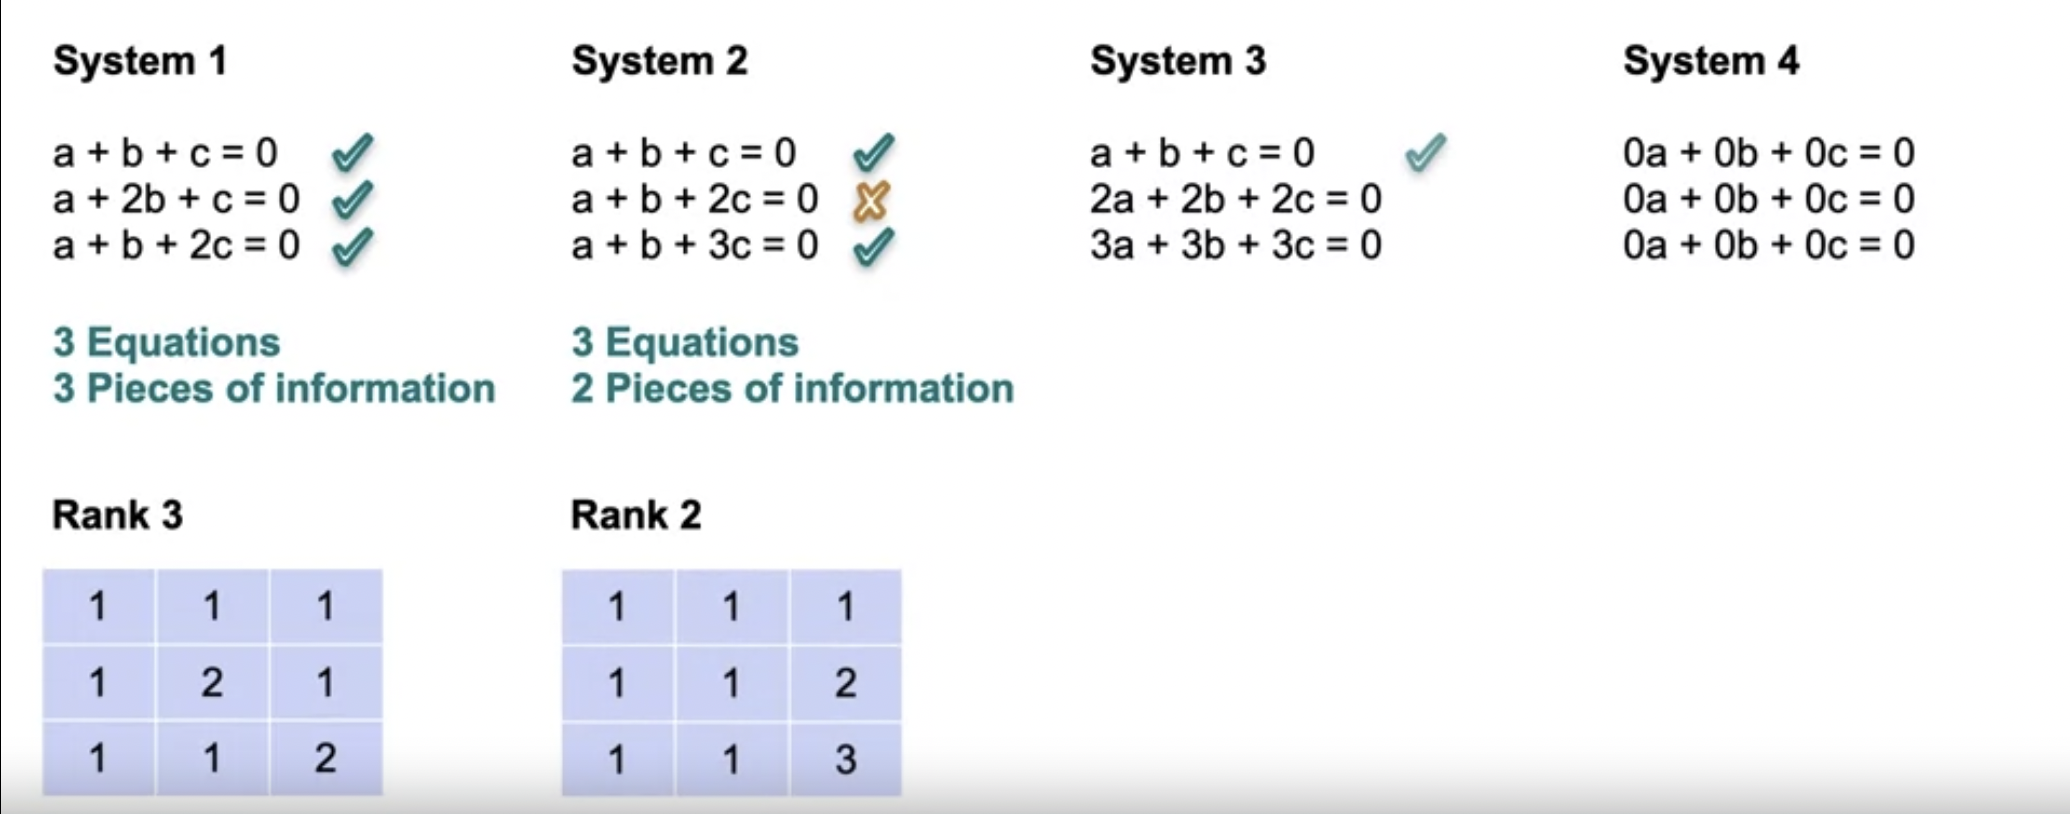 System 1
a + b + c = 0
a + 2b + c = 0
a + b + 2c = 0
3 Equations
3 Pieces of information
Rank 3
1 1 1
1 2 1
1 1 2
System 2
a + b + c = 0
a + b + 2c = 0
a + b + 3c = 0
3 Equations
2 Pieces of information
Rank 2
1 1 1
1 1 2
1 1 3
System 3
a + b + c = 0
2a + 2b + 2c = 0
3a + 3b + 3c = 0
System 4
0a + 0b + 0c = 0
0a + 0b + 0c = 0
0a + 0b + 0c = 0